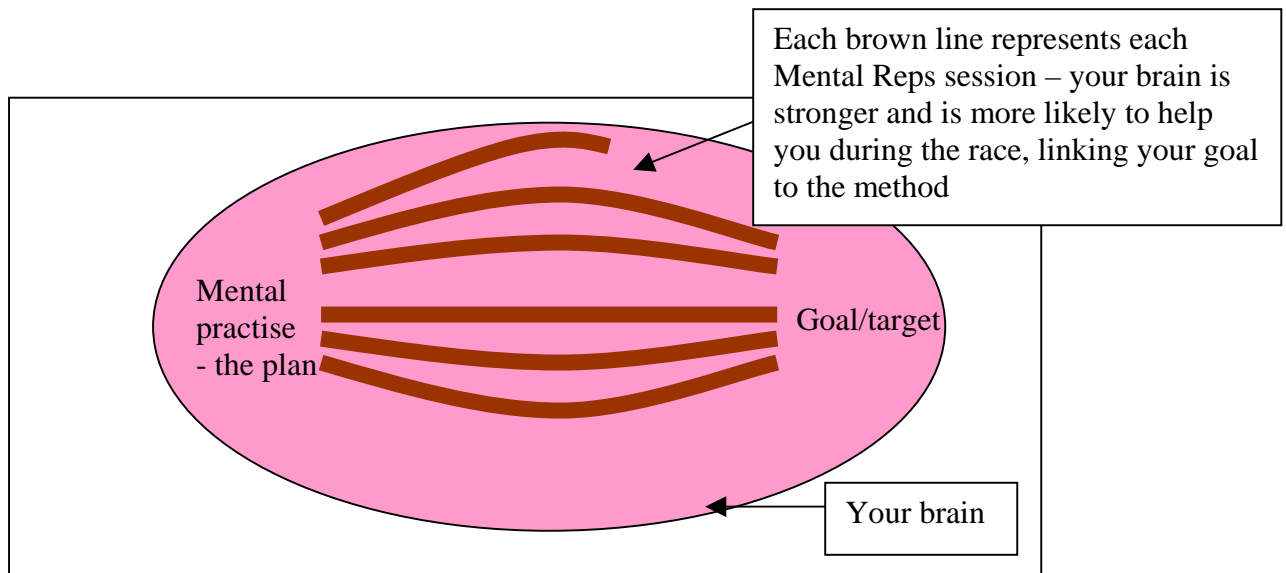 Each brown line represents each
Mental Reps session – your brain is
stronger and is more likely to help
you during the race, linking your goal
to the method
Mental
practise
- the plan
Goal/target
Your brain